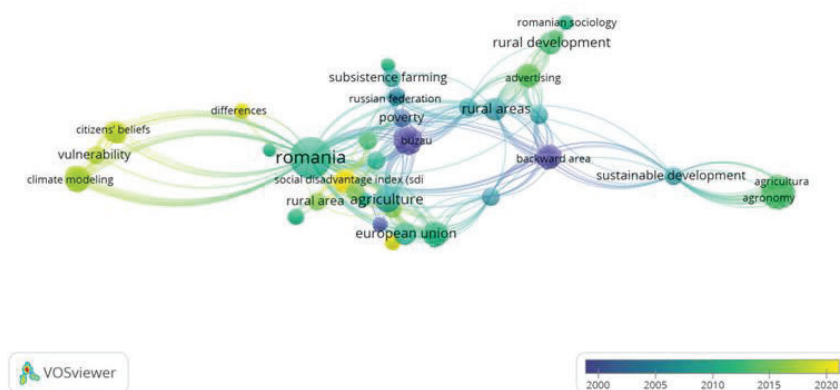 romanian sociology
rural development
subsistence farming
advertising
russian federation
differences
rural areas
poverty
citizens' beliefs
buzau
vulnerability
romania
backward area
climate modeling
social disadvantage index (sdi
sustainable development
agricultura
rural area
agriculture
agronomy
european union
VOSviewer
2000 2005 2010 2015 2020